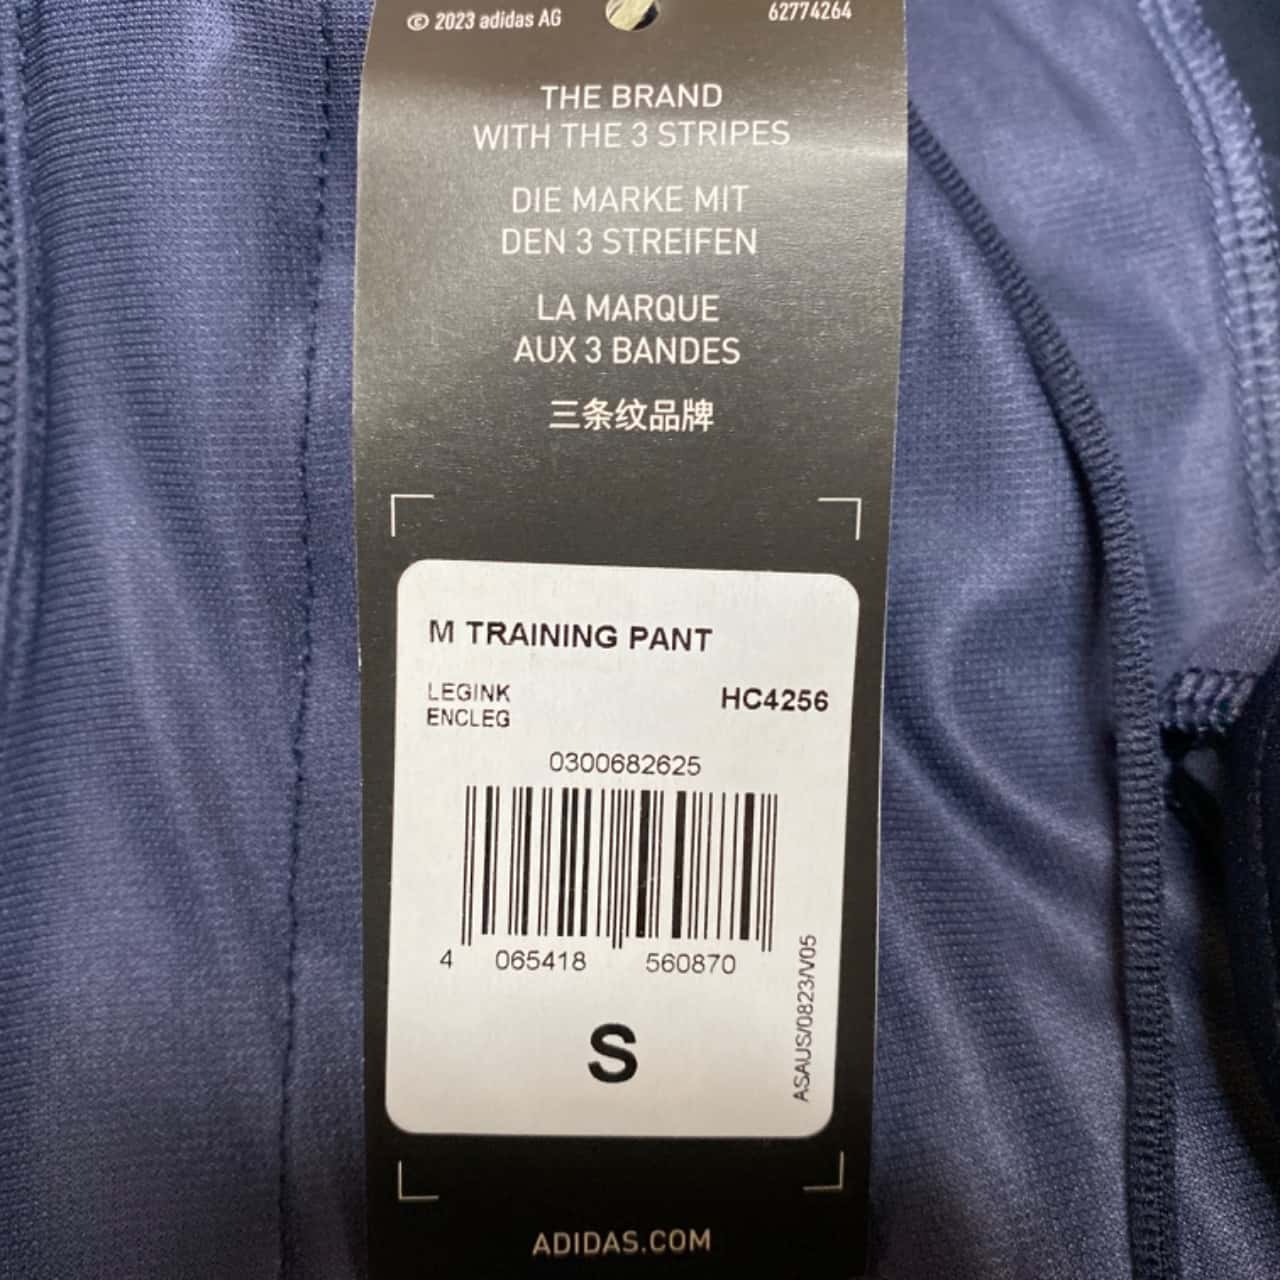 © 2023 adidas AG 62774264
THE BRAND
WITH THE 3 STRIPES
DIE MARKE MIT
DEN 3 STREIFEN
LA MARQUE
AUX 3 BANDES
三条纹品牌
M TRAINING PANT
LEGINK HC4256
ENCLEG
0300682625
4 065418 560870
ASAUS/0823/V05
S
ADIDAS.COM